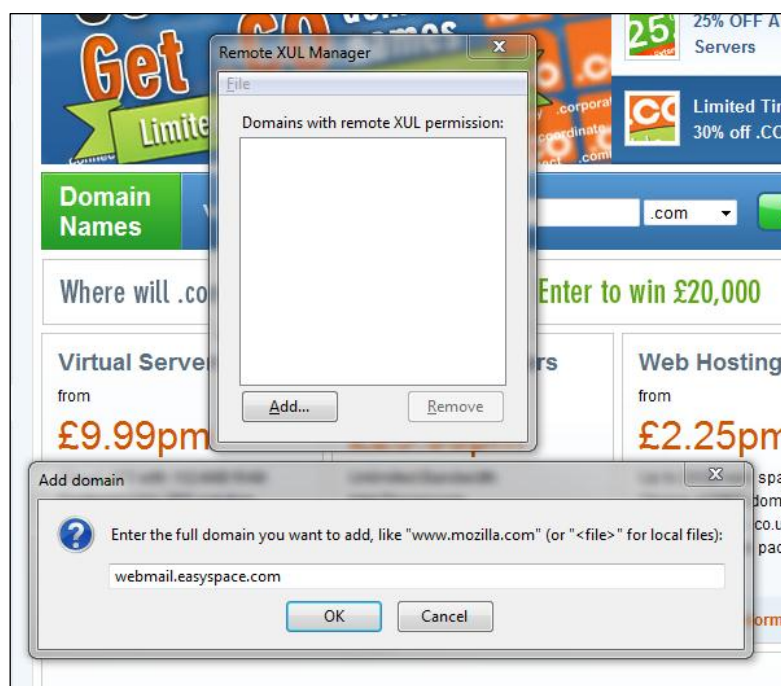 Get
Limite
25
25% OFF A
Servers
.CO
Limited Ti
30% off .CO
Remote XUL Manager
File
Domains with remote XUL permission:
Add...
Remove
Domain
Names
.com
Where will .co
Enter to win £20,000
Virtual Server
from
£9.99pm
rs
Web Hosting
from
£2.25pm
Add domain
Enter the full domain you want to add, like "www.mozilla.com" (or "<file>" for local files):
webmail.easyspace.com
OK
Cancel